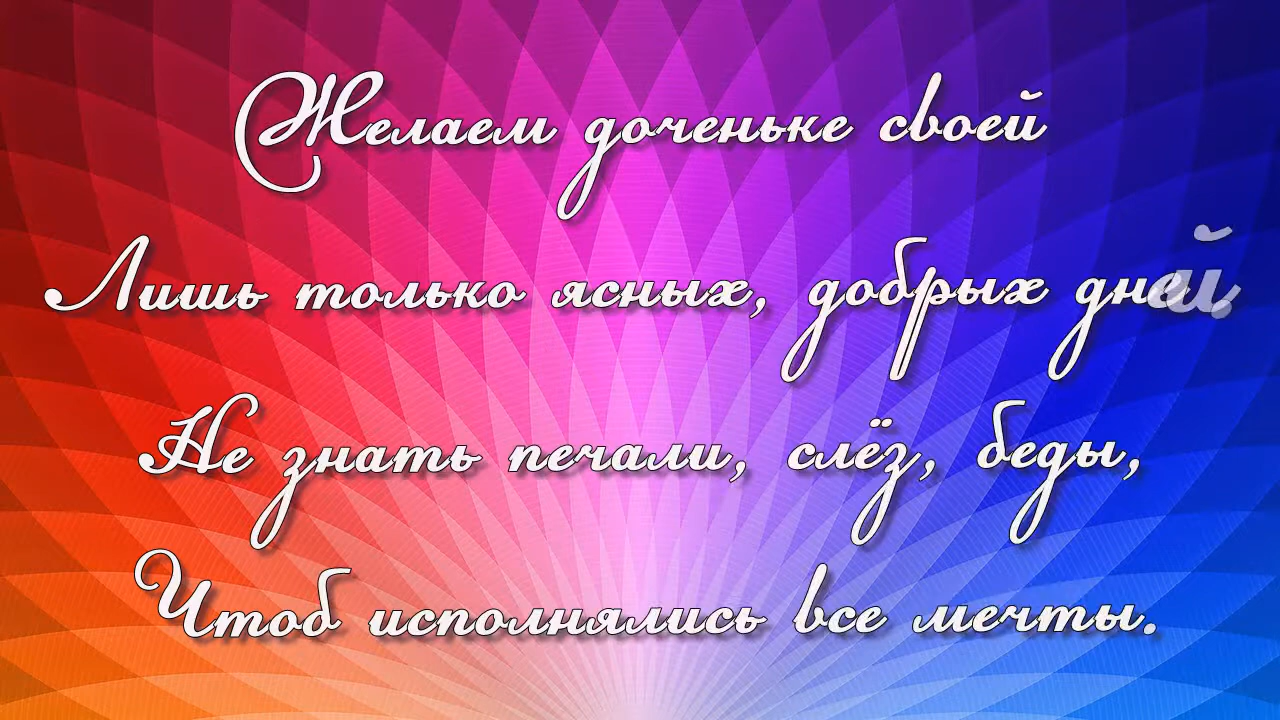 Желаем доченьке своей
Лишь только ясных, добрых дней,
Не знать печали, слёз, беды,
Чтоб исполнялись все мечты.